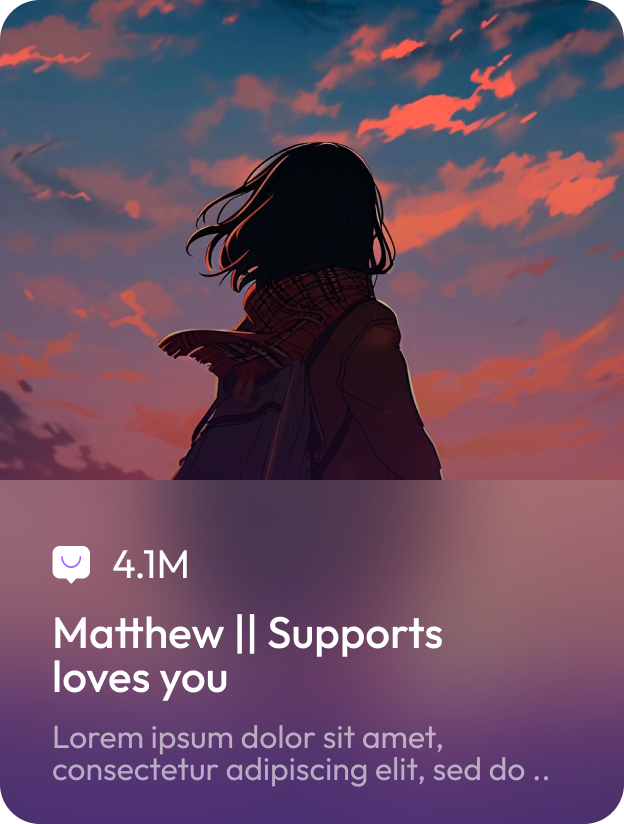 4.1M
Matthew || Supports
loves you
Lorem ipsum dolor sit amet,
consectetur adipiscing elit, sed do ..